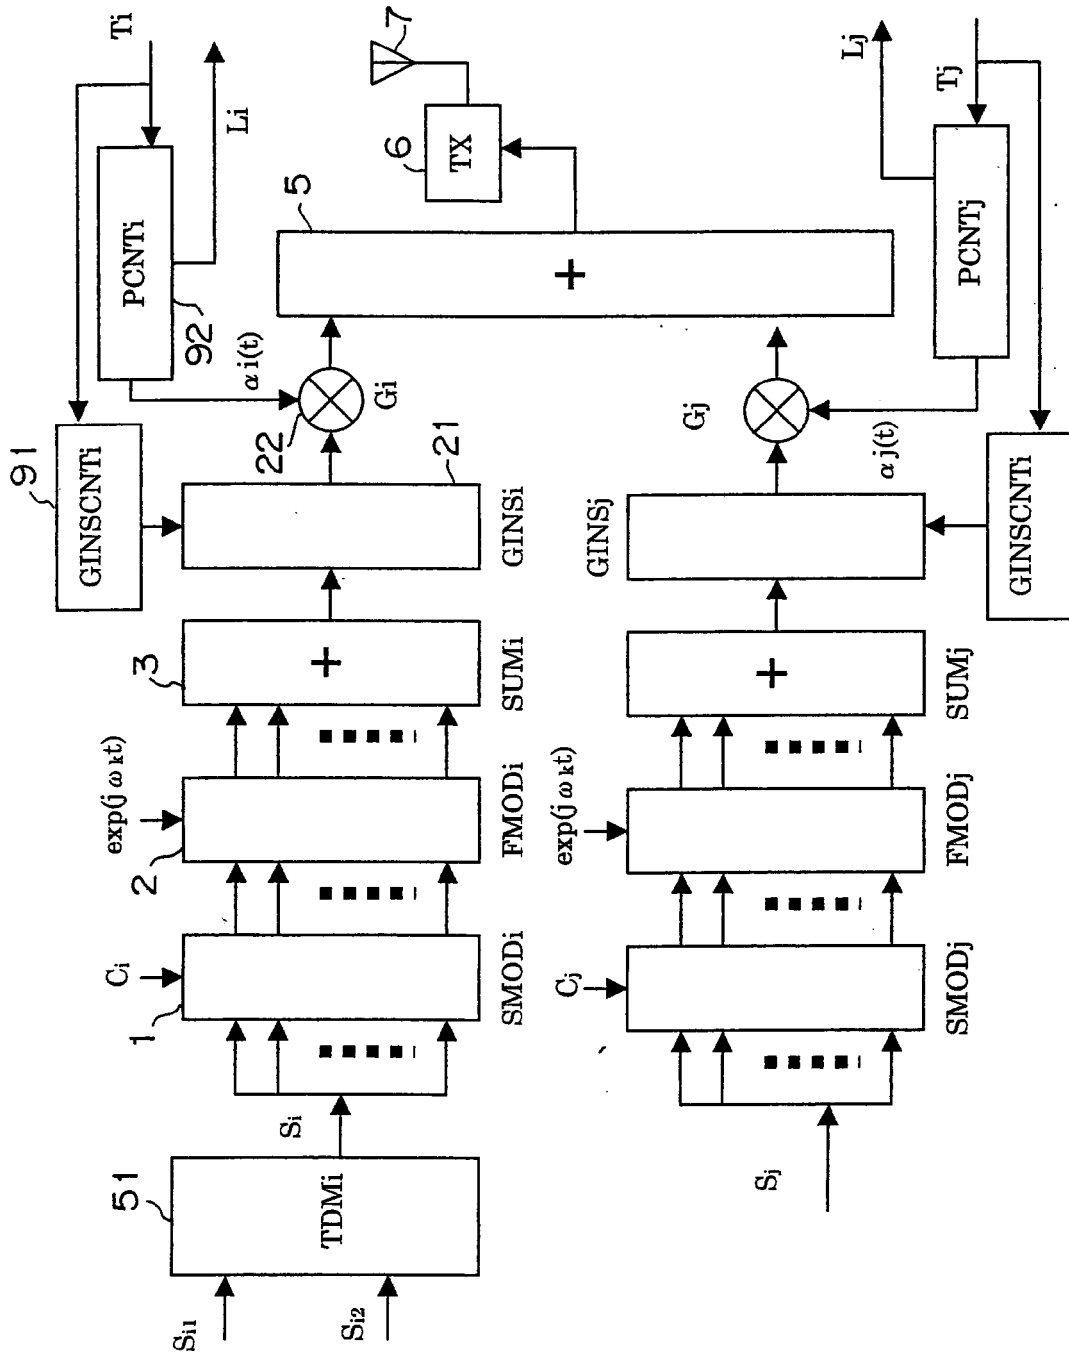 Ti
Li
PCNTi
92
αi(t)
91
GINSCNTi
7
6
TX
5
+
22
Gi
21
GINSi
3
+
SUMi
exp(jωkt)
2
FMODi
Ci
1
SMODi
Si
51
TDMi
Si1
Si2
Lj
Tj
PCNTj
αj(t)
GINSCNTi
Gj
GINSj
+
SUMj
exp(jωkt)
FMODj
Cj
SMODj
Sj